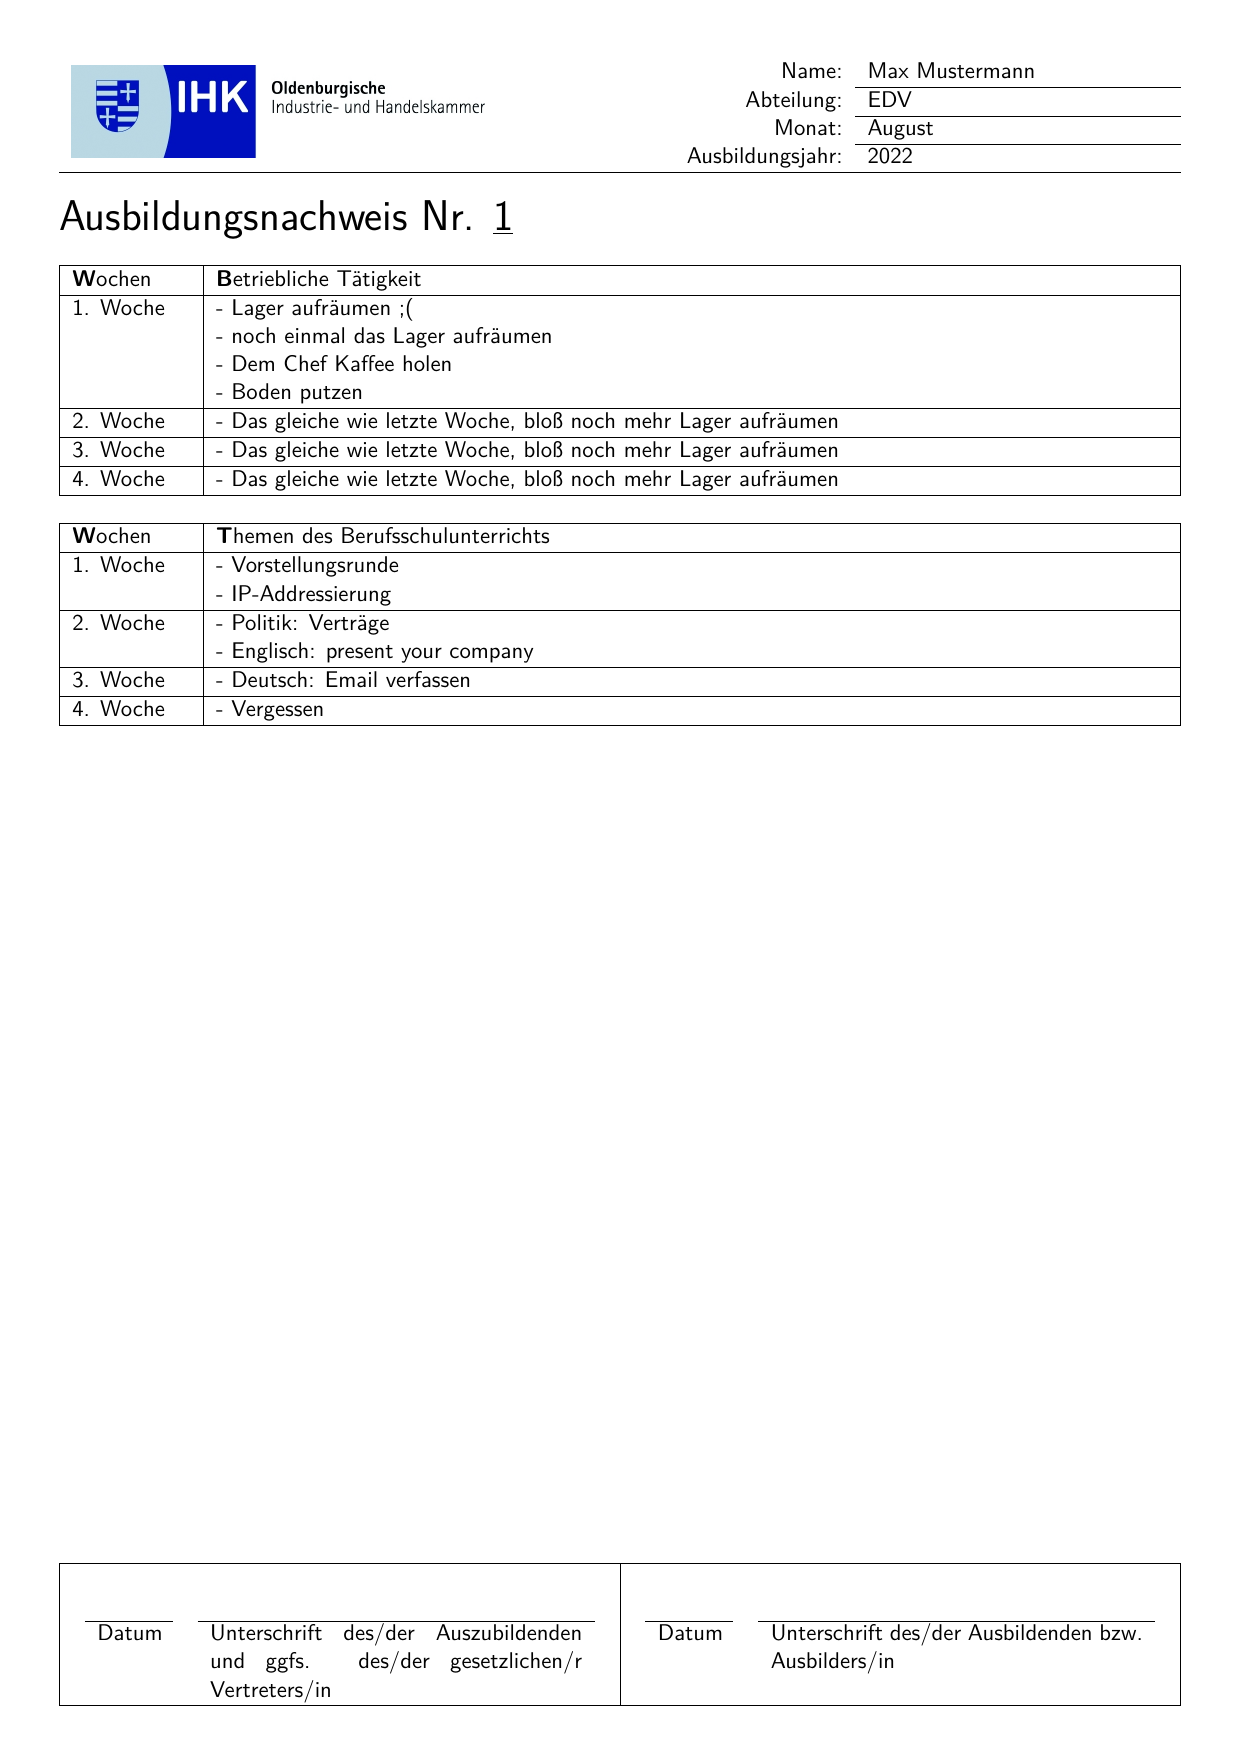 IHK
Oldenburgische
Industrie- und Handelskammer
Name: Max Mustermann
Abteilung: EDV
Monat: August
Ausbildungsjahr: 2022
Ausbildungsnachweis Nr. 1
Wochen Betriebliche Tätigkeit
1. Woche - Lager aufräumen ;(
- noch einmal das Lager aufräumen
- Dem Chef Kaffee holen
- Boden putzen
2. Woche - Das gleiche wie letzte Woche, bloß noch mehr Lager aufräumen
3. Woche - Das gleiche wie letzte Woche, bloß noch mehr Lager aufräumen
4. Woche - Das gleiche wie letzte Woche, bloß noch mehr Lager aufräumen
Wochen Themen des Berufsschulunterrichts
1. Woche - Vorstellungsrunde
- IP-Addressierung
2. Woche - Politik: Verträge
- Englisch: present your company
3. Woche - Deutsch: Email verfassen
4. Woche - Vergessen
Datum
Unterschrift des/der Auszubildenden
und ggfs. des/der gesetzlichen/r
Vertreters/in
Datum
Unterschrift des/der Ausbildenden bzw.
Ausbilders/in